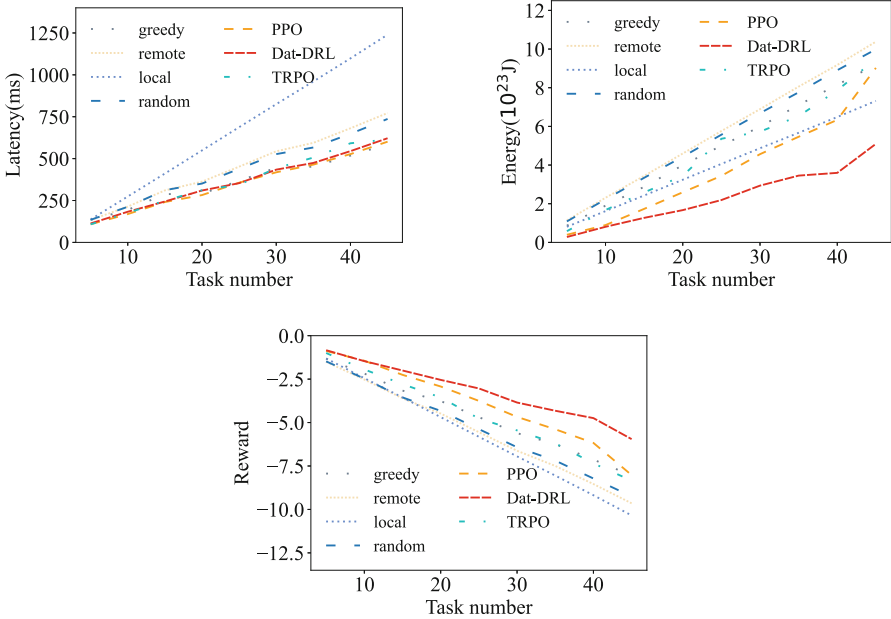 1250
1000
750
500
250
0
Latency(ms)
greedy
remote
local
random
PPO
Dat-DRL
TRPO
10
20
30
40
Task number
12
10
8
6
4
2
0
Energy(10²³J)
greedy
remote
local
random
PPO
Dat-DRL
TRPO
10
20
30
40
Task number
0.0
−2.5
−5.0
−7.5
−10.0
−12.5
Reward
greedy
remote
local
random
PPO
Dat-DRL
TRPO
10
20
30
40
Task number